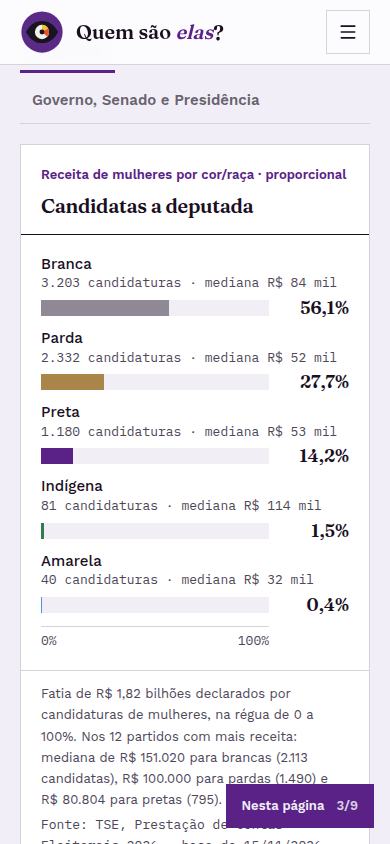 Quem são elas?
Governo, Senado e Presidência
Receita de mulheres por cor/raça · proporcional
Candidatas a deputada
Branca
3.203 candidaturas · mediana R$ 84 mil
56,1%
Parda
2.332 candidaturas · mediana R$ 52 mil
27,7%
Preta
1.180 candidaturas · mediana R$ 53 mil
14,2%
Indígena
81 candidaturas · mediana R$ 114 mil
1,5%
Amarela
40 candidaturas · mediana R$ 32 mil
0,4%
0% 100%
Fatia de R$ 1,82 bilhões declarados por
candidaturas de mulheres, na régua de 0 a
100%. Nos 12 partidos com mais receita:
mediana de R$ 151.020 para brancas (2.113
candidatas), R$ 100.000 para pardas (1.490) e
R$ 80.804 para pretas (795).
Nesta página 3/9
Fonte: TSE, Prestação de